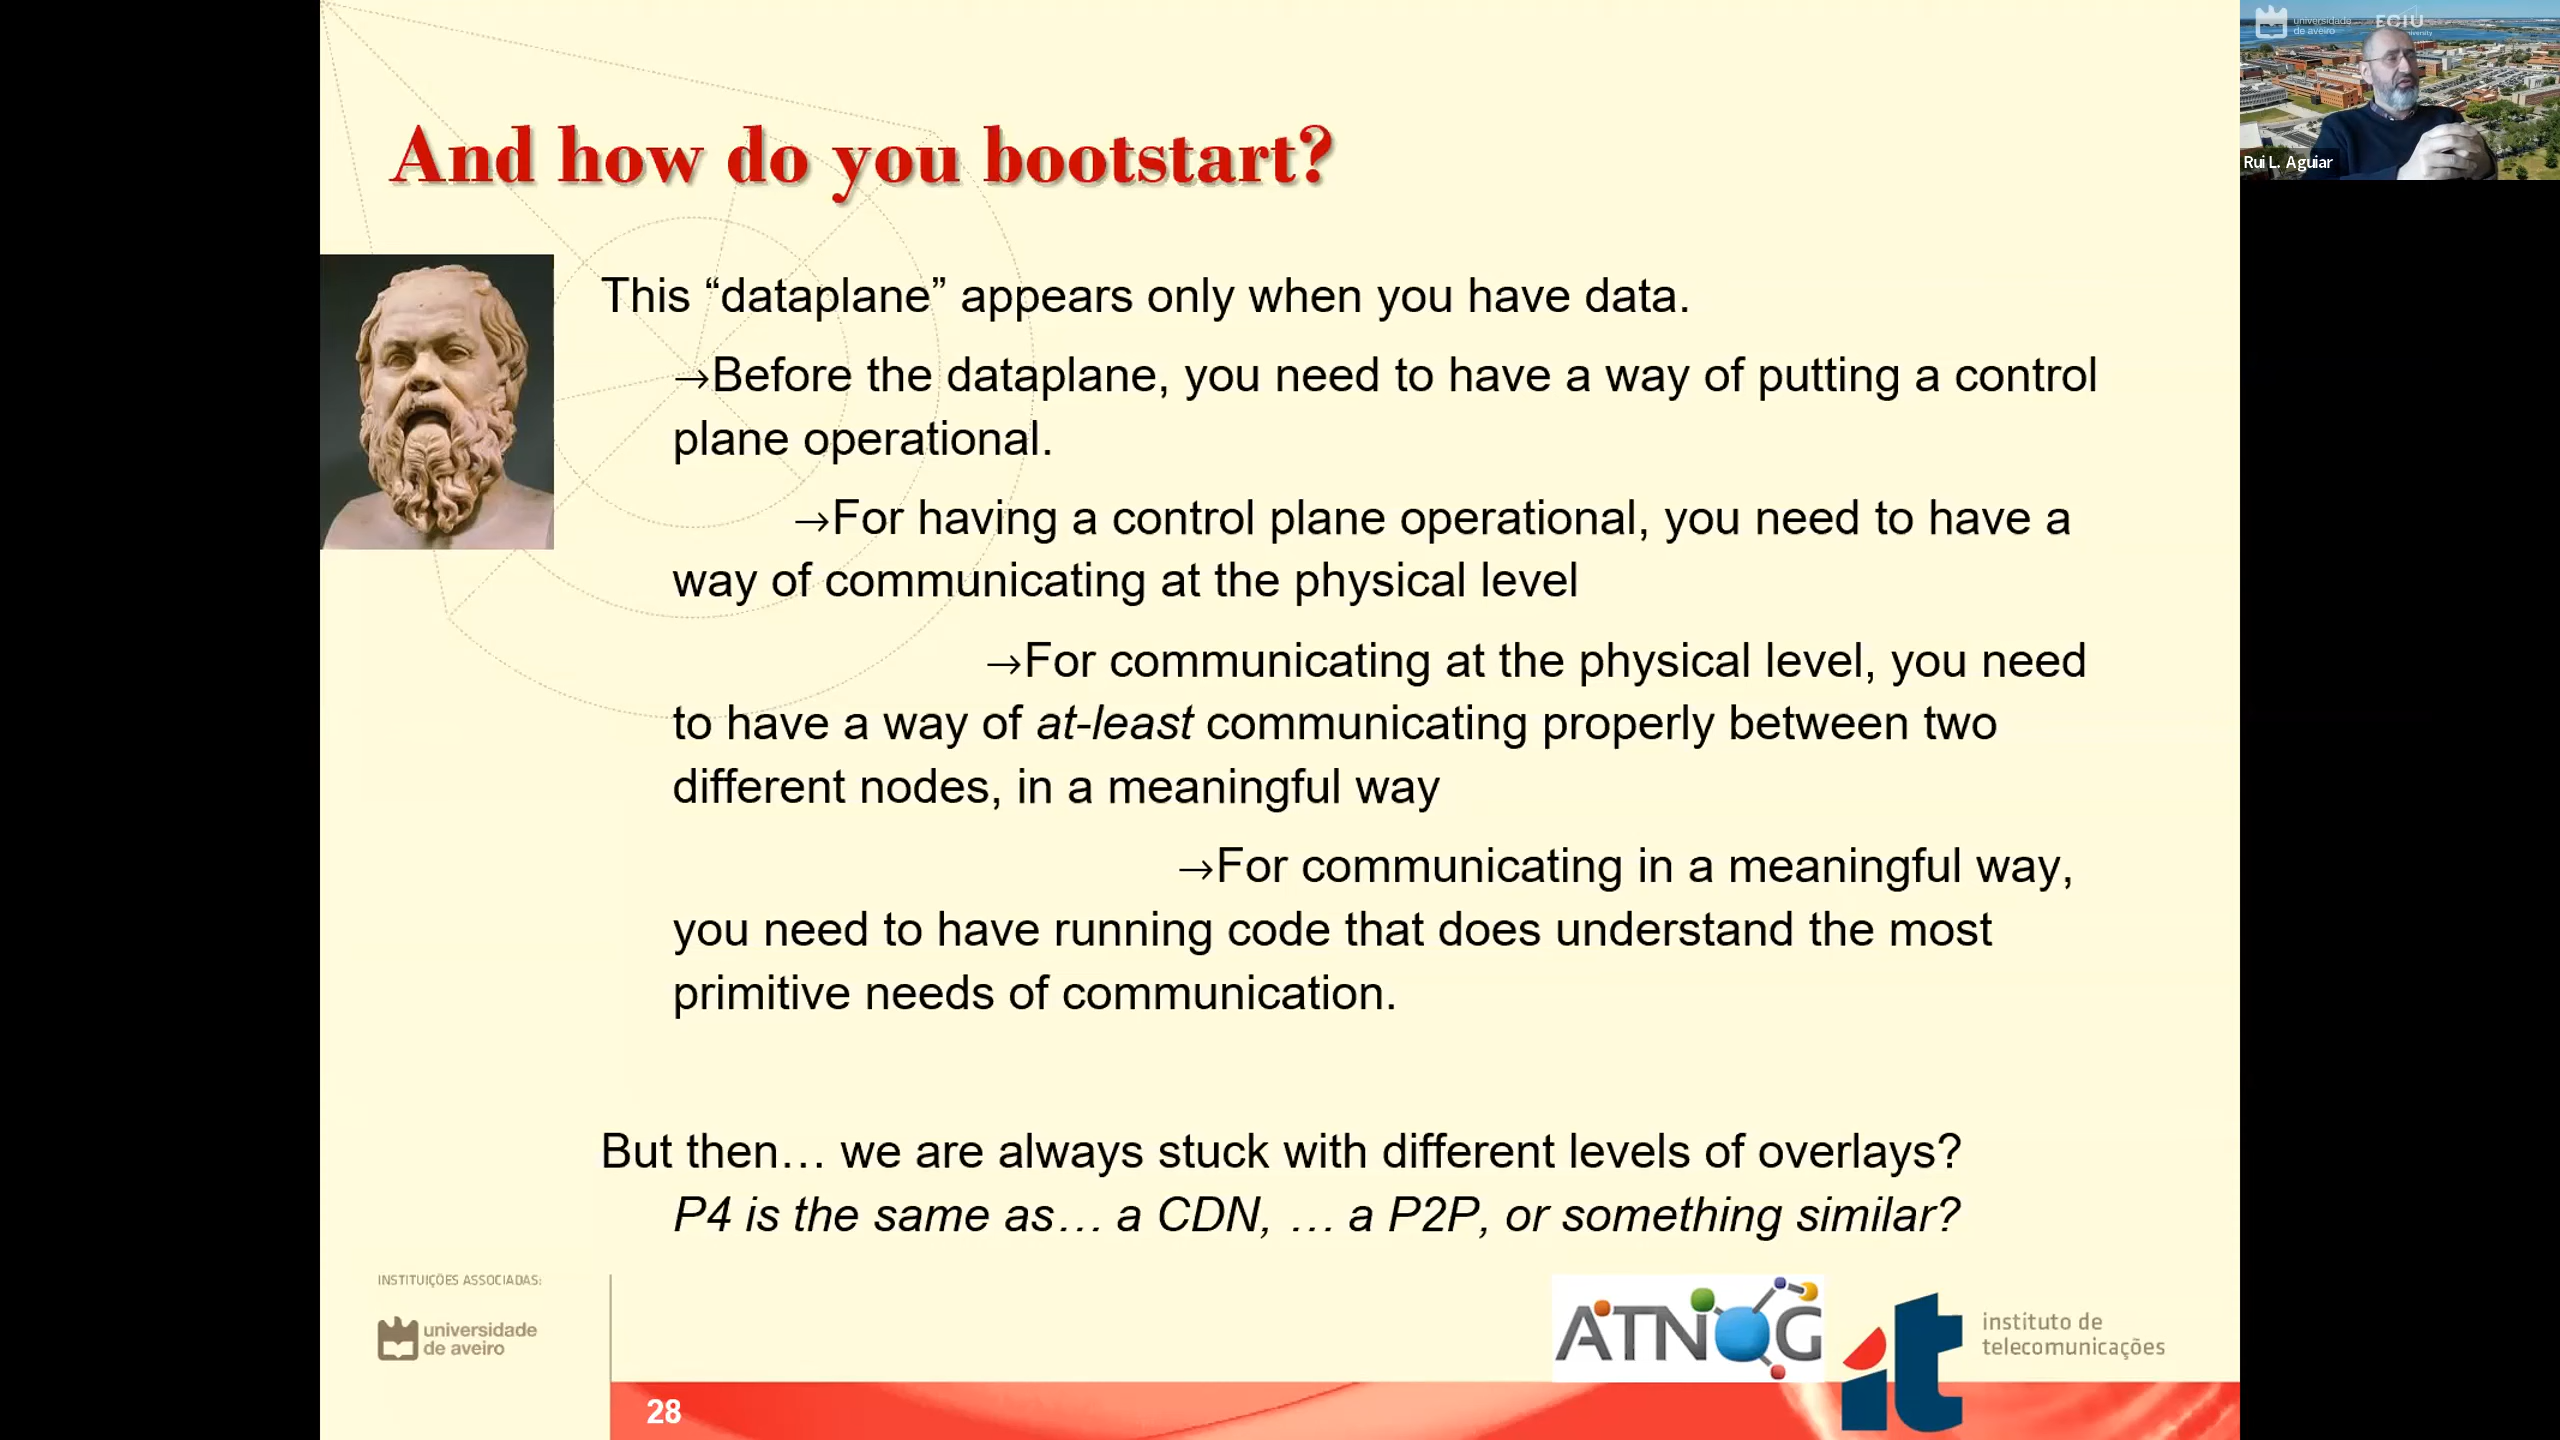 And how do you bootstart?
This “dataplane” appears only when you have data.
→Before the dataplane, you need to have a way of putting a control
plane operational.
→For having a control plane operational, you need to have a
way of communicating at the physical level
→For communicating at the physical level, you need
to have a way of at-least communicating properly between two
different nodes, in a meaningful way
→For communicating in a meaningful way,
you need to have running code that does understand the most
primitive needs of communication.
But then… we are always stuck with different levels of overlays?
P4 is the same as… a CDN, … a P2P, or something similar?
INSTITUIÇÕES ASSOCIADAS:
universidade
de aveiro
ATNOG
it
instituto de
telecomunicações
28
universidade
de aveiro
ECIU
Rui L. Aguiar